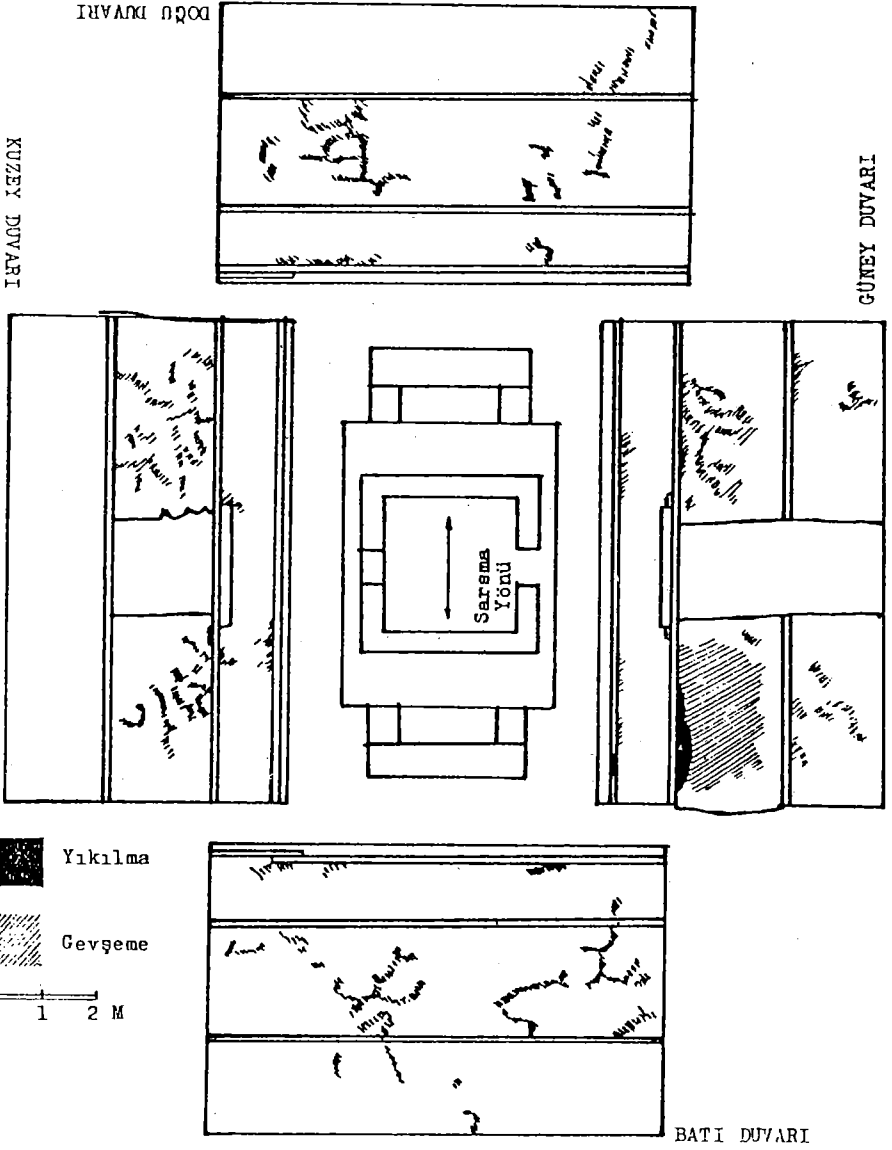 DOĞU DUVARI
KUZEY DUVARI
GÜNEY DUVARI
Sarsma
Yönü
Yıkılma
Gevşeme
1 2 M
BATI DUVARI